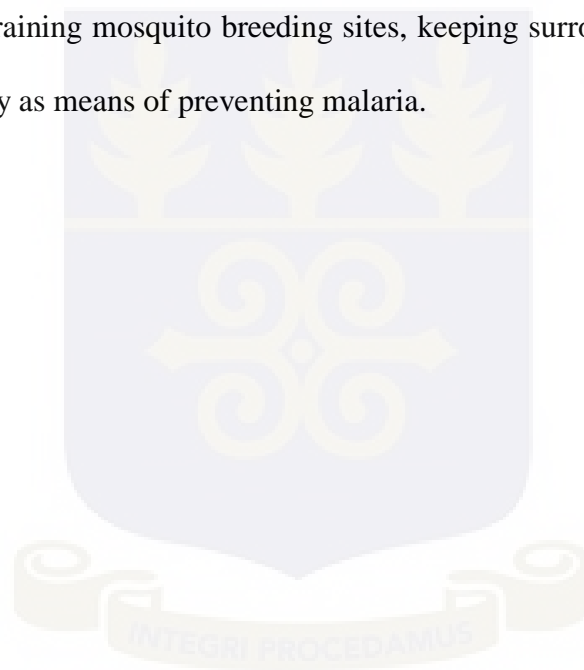 raining mosquito breeding sites, keeping surro
y as means of preventing malaria.
INTEGRI PROCEDAMUS